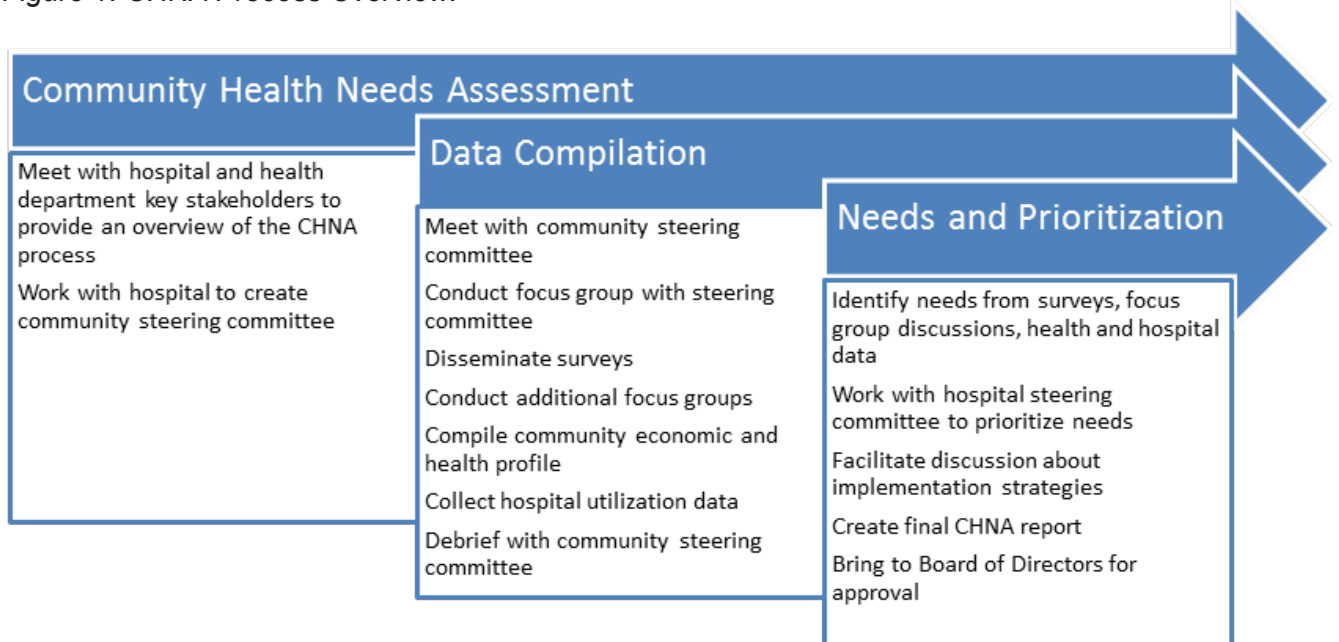 Community Health Needs Assessment
Meet with hospital and health
department key stakeholders to
provide an overview of the CHNA
process
Work with hospital to create
community steering committee
Data Compilation
Meet with community steering
committee
Conduct focus group with steering
committee
Disseminate surveys
Conduct additional focus groups
Compile community economic and
health profile
Collect hospital utilization data
Debrief with community steering
committee
Needs and Prioritization
Identify needs from surveys, focus
group discussions, health and hospital
data
Work with hospital steering
committee to prioritize needs
Facilitate discussion about
implementation strategies
Create final CHNA report
Bring to Board of Directors for
approval